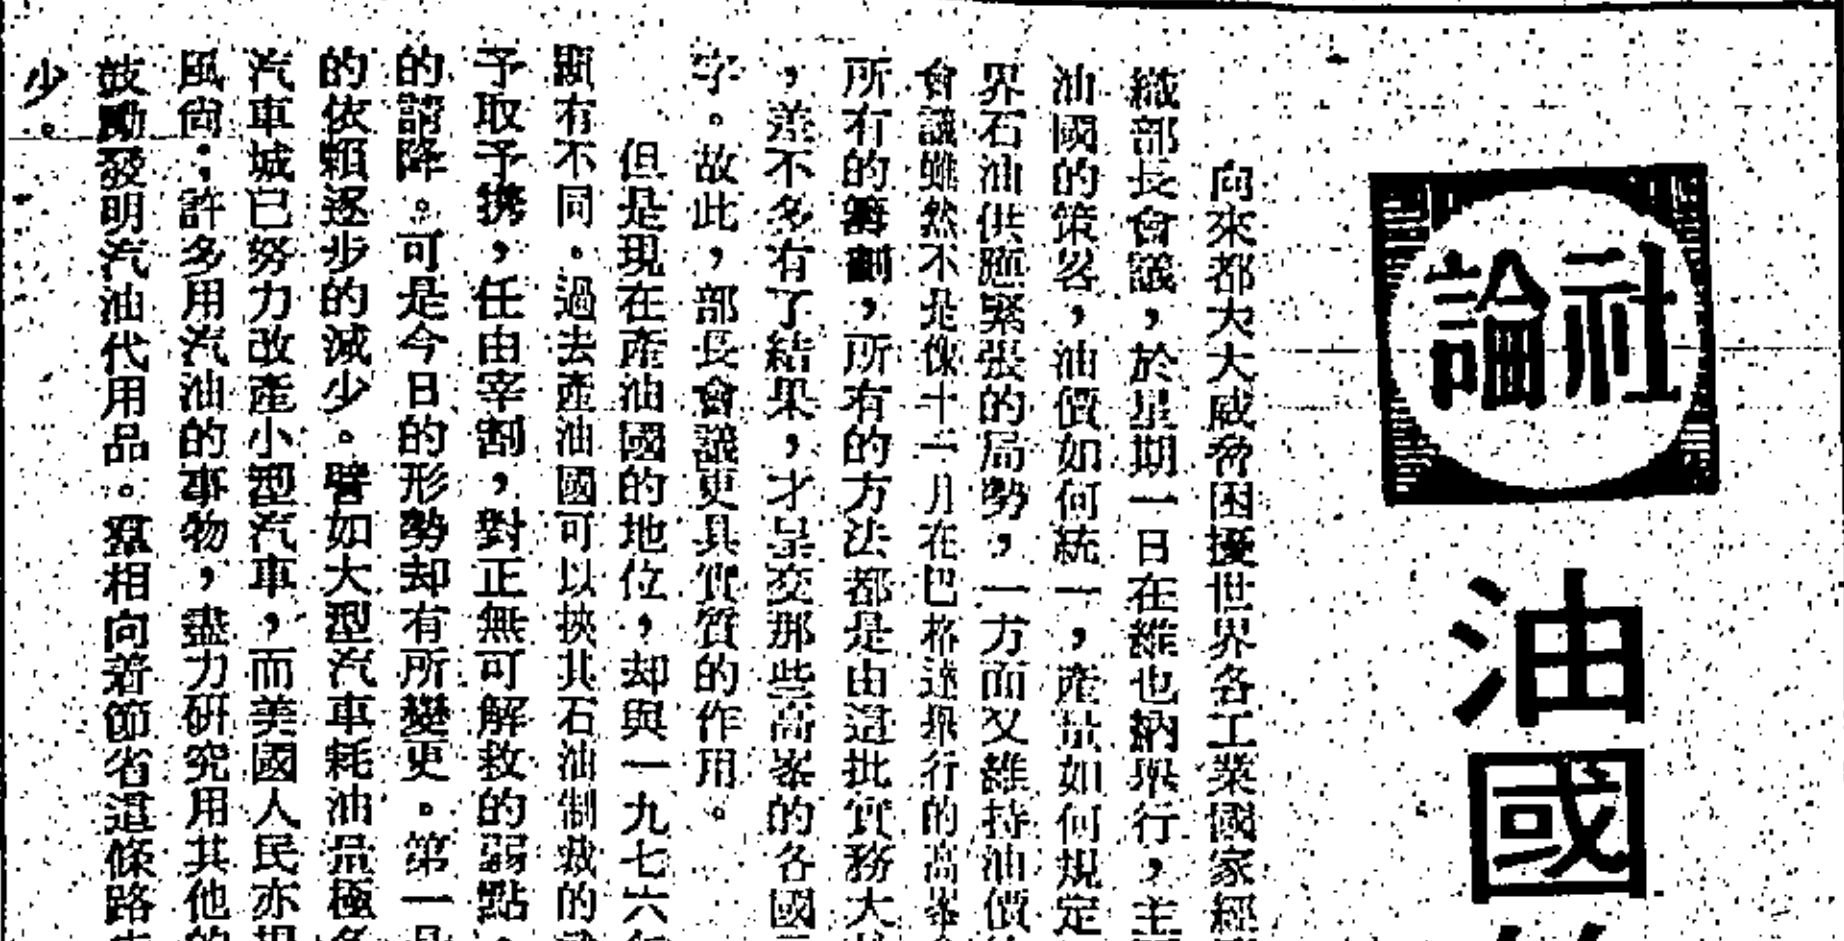 社論
油國
向來都大大威脅困擾世界各工業國家經
織部長會議，於星期一日在維也納舉行，主
油國的策略，油價如何統一，產量如何規定
界石油供應緊張的局勢，一方面又維持油價
會議雖然不是像十二月在巴格達舉行的高峯
所有的籌劃，所有的方法都是由這批實務大
，差不多有了結果，才呈交那些高峯的各國
字。故此，部長會議更具實質的作用。
但是現在產油國的地位，却與一九七六年
顯有不同。過去產油國可以挾其石油制裁的
予取予携，任由宰割，對正無可解救的弱點，
的誥降。可是今日的形勢却有所變更。第一是
的依賴逐步的減少。譬如大型汽車耗油量極多
汽車城已努力改產小型汽車，而美國人民亦
風尚；許多用汽油的事物，盡力研究用其他的
鼓勵發明汽油代用品。衆相向着節省這條路
少。